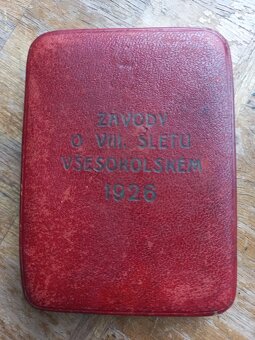 ZÁVODY
O VIII. SLETU
VŠESOKOLSKÉM
1926